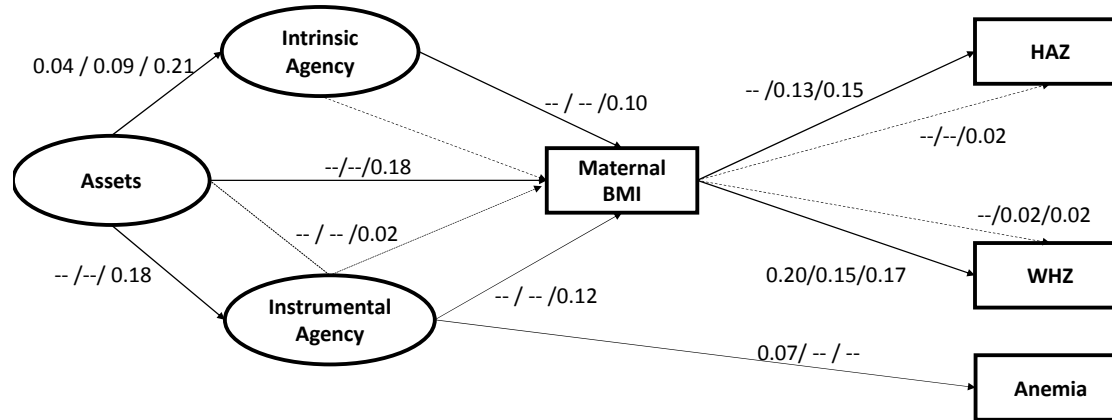 Intrinsic
Agency
HAZ
0.04 / 0.09 / 0.21
-- / -- /0.10
-- /0.13/0.15
--/--/0.02
Assets
--/--/0.18
Maternal
BMI
-- / -- /0.02
--/0.02/0.02
-- /--/ 0.18
0.20/0.15/0.17
WHZ
Instrumental
Agency
-- / -- /0.12
0.07/ -- / --
Anemia